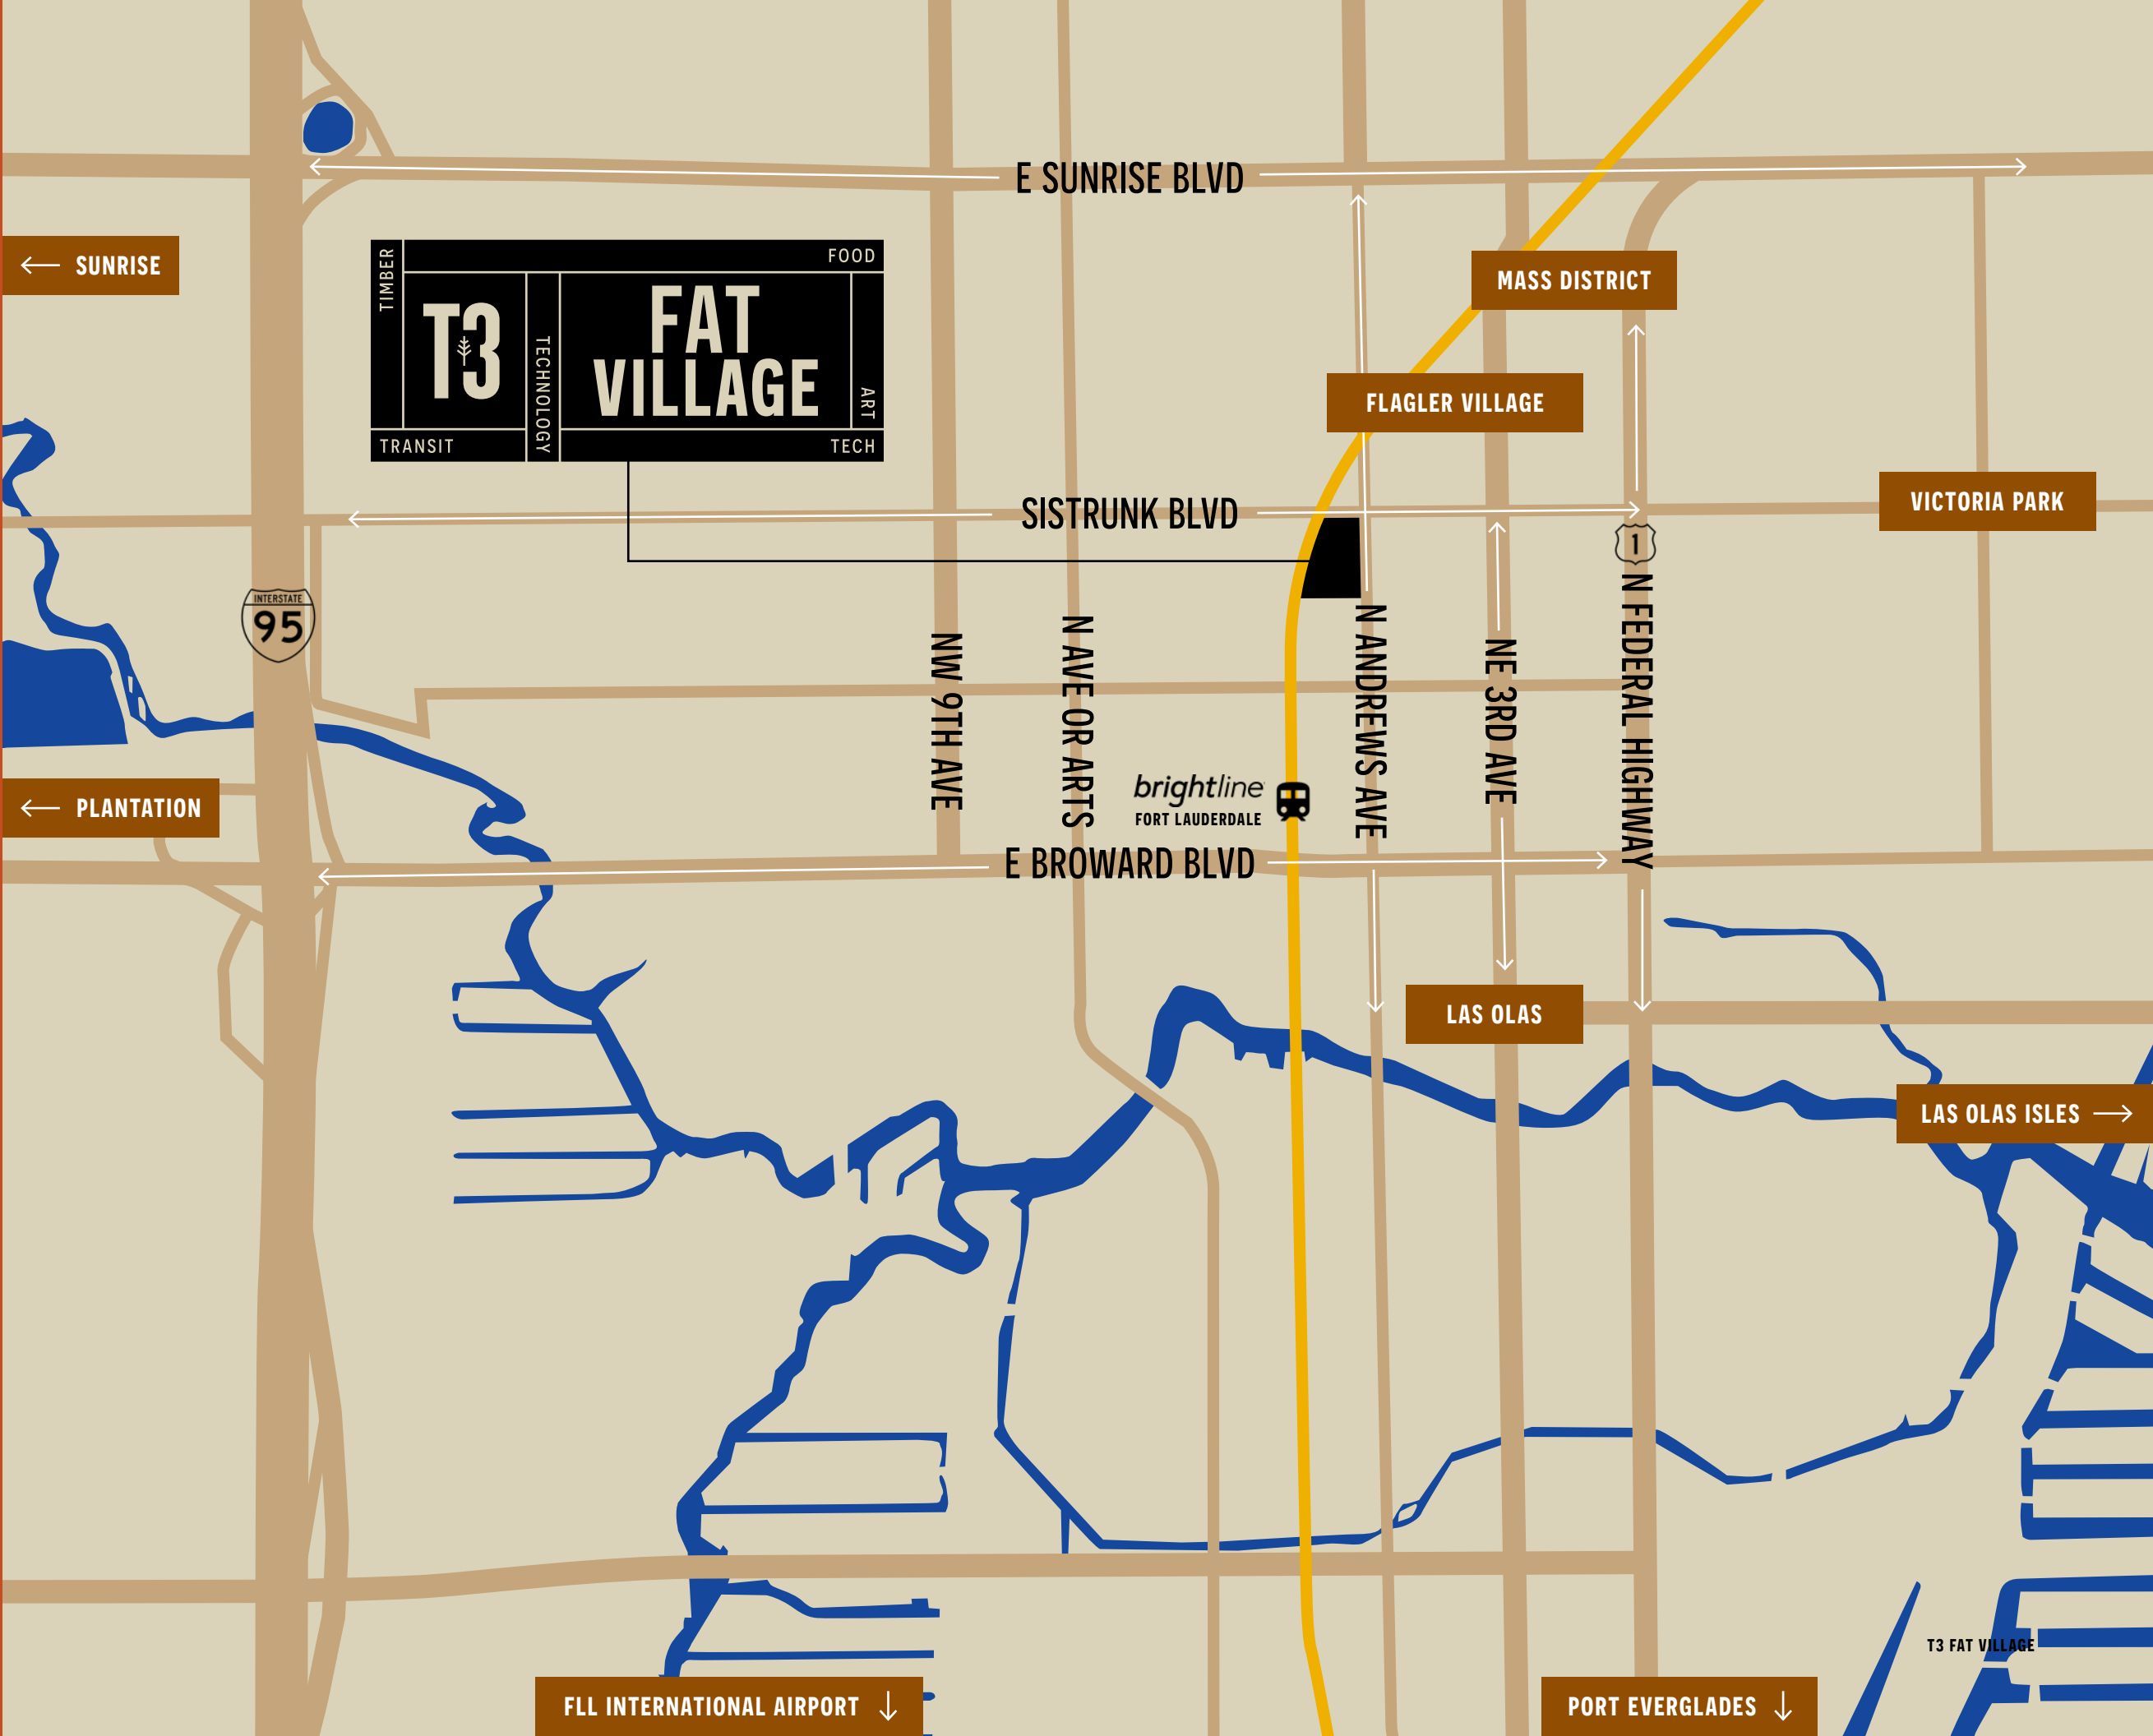 E SUNRISE BLVD
← SUNRISE
MASS DISTRICT
TIMBER
FOOD
T3
TECHNOLOGY
FAT
VILLAGE
ART
TRANSIT
TECH
FLAGLER VILLAGE
VICTORIA PARK
SISTRUNK BLVD
1
INTERSTATE
95
NW 9TH AVE
N AVE OR ARTS
N ANDREWS AVE
NE 3RD AVE
N FEDERAL HIGHWAY
← PLANTATION
brightline
FORT LAUDERDALE
E BROWARD BLVD
LAS OLAS
LAS OLAS ISLES →
T3 FAT VILLAGE
FLL INTERNATIONAL AIRPORT ↓
PORT EVERGLADES ↓